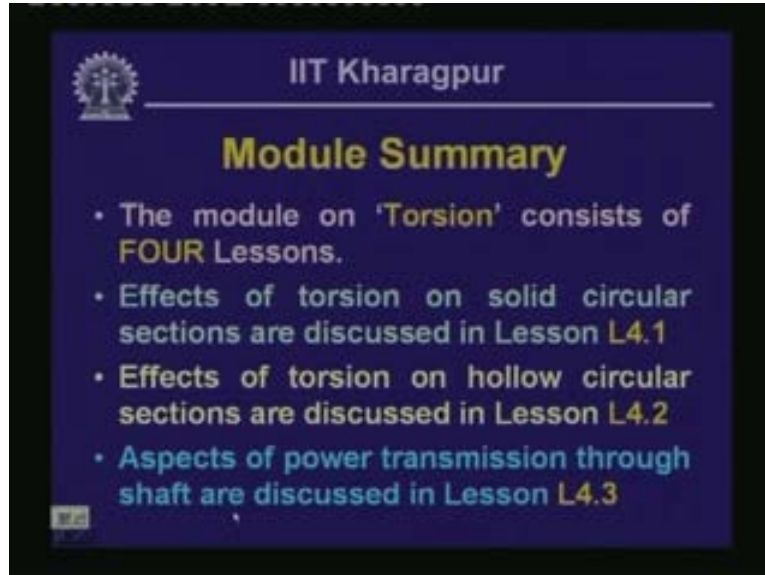 IIT Kharagpur
Module Summary
• The module on 'Torsion' consists of
FOUR Lessons.
• Effects of torsion on solid circular
sections are discussed in Lesson L4.1
• Effects of torsion on hollow circular
sections are discussed in Lesson L4.2
• Aspects of power transmission through
shaft are discussed in Lesson L4.3